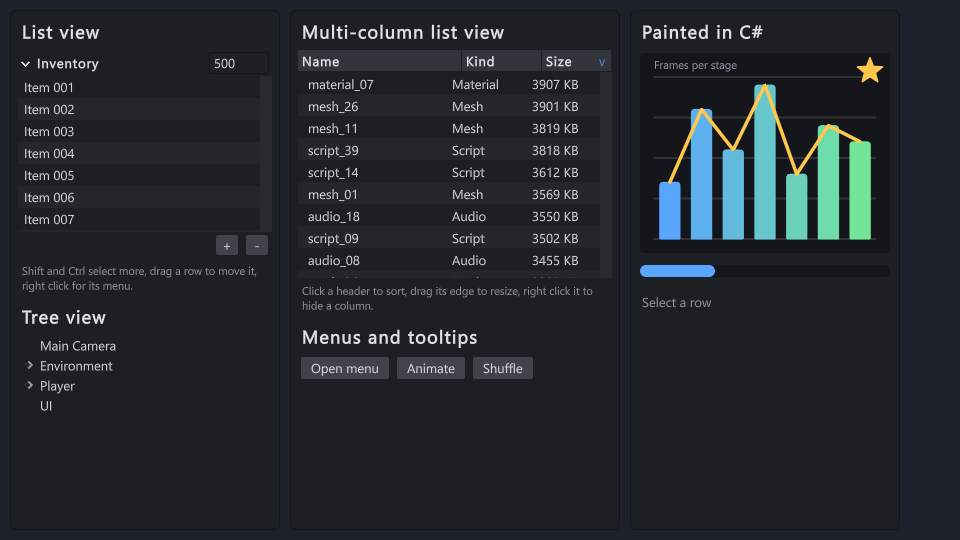 List view
Inventory
500
Item 001
Item 002
Item 003
Item 004
Item 005
Item 006
Item 007
+ -
Shift and Ctrl select more, drag a row to move it,
right click for its menu.
Tree view
Main Camera
Environment
Player
UI
Multi-column list view
Name Kind Size v
material_07 Material 3907 KB
mesh_26 Mesh 3901 KB
mesh_11 Mesh 3819 KB
script_39 Script 3818 KB
script_14 Script 3612 KB
mesh_01 Mesh 3569 KB
audio_18 Audio 3550 KB
script_09 Script 3502 KB
audio_08 Audio 3455 KB
Click a header to sort, drag its edge to resize, right click it to
hide a column.
Menus and tooltips
Open menu Animate Shuffle
Painted in C#
Frames per stage
Select a row